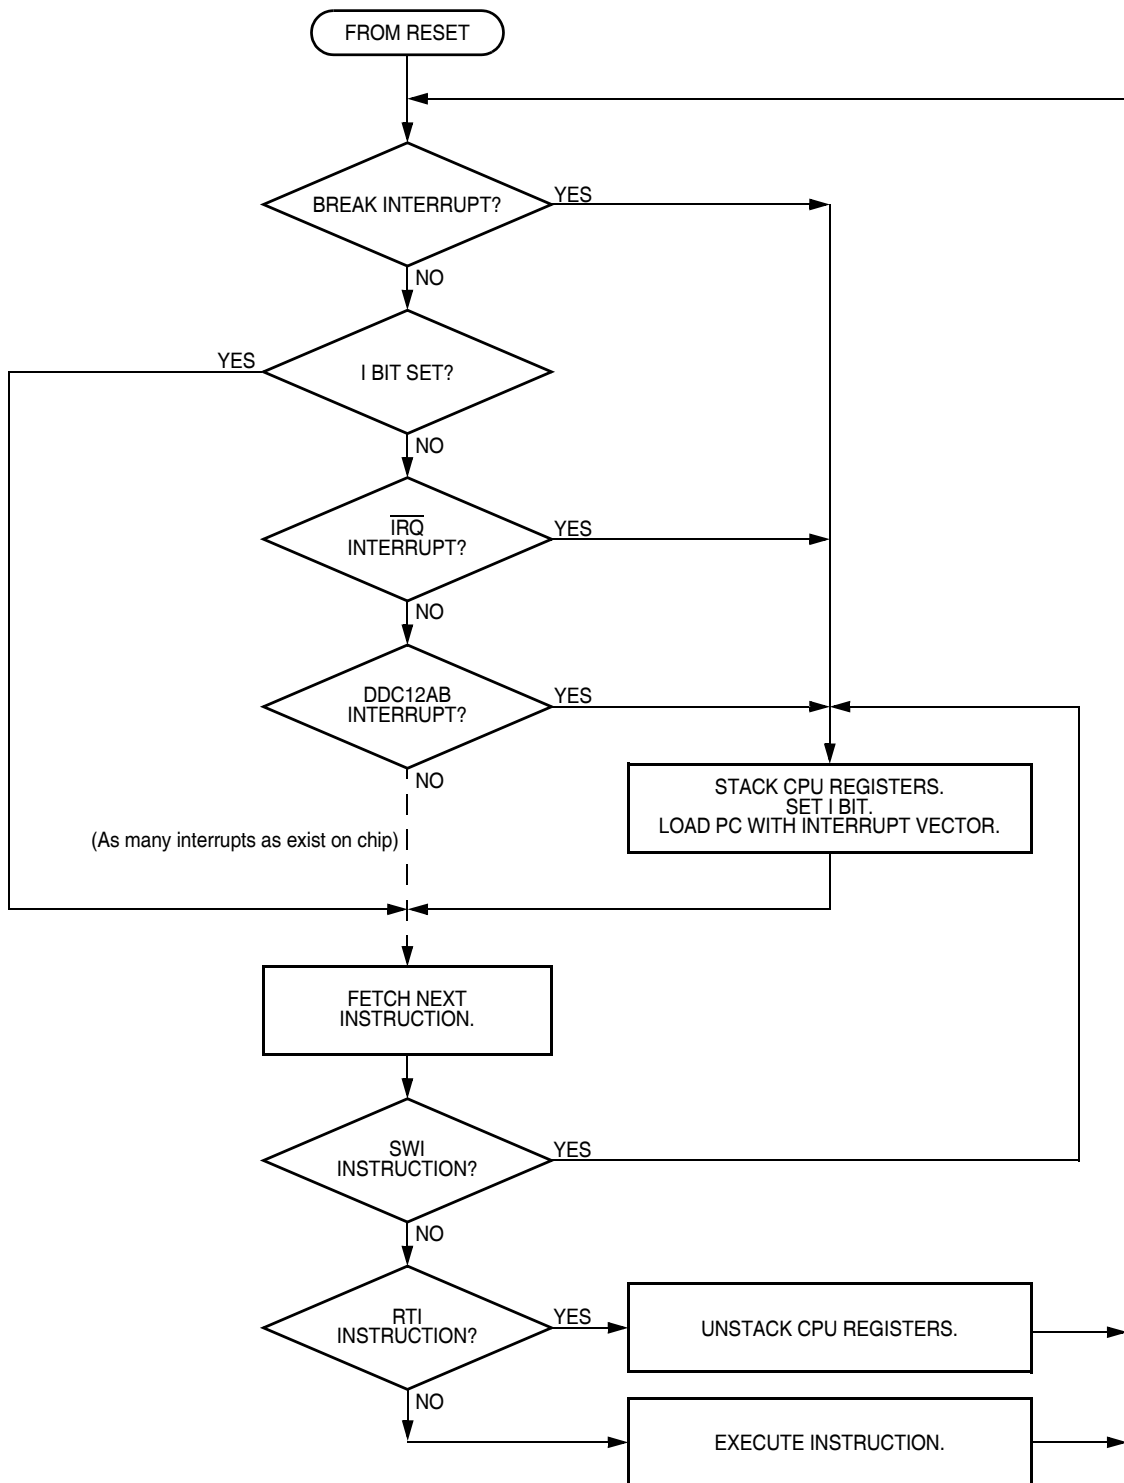 FROM RESET
BREAK INTERRUPT?
YES
NO
YES
I BIT SET?
NO
IRQ
INTERRUPT?
YES
NO
DDC12AB
INTERRUPT?
YES
NO
STACK CPU REGISTERS.
SET I BIT.
LOAD PC WITH INTERRUPT VECTOR.
(As many interrupts as exist on chip)
FETCH NEXT
INSTRUCTION.
SWI
INSTRUCTION?
YES
NO
RTI
INSTRUCTION?
YES
UNSTACK CPU REGISTERS.
NO
EXECUTE INSTRUCTION.